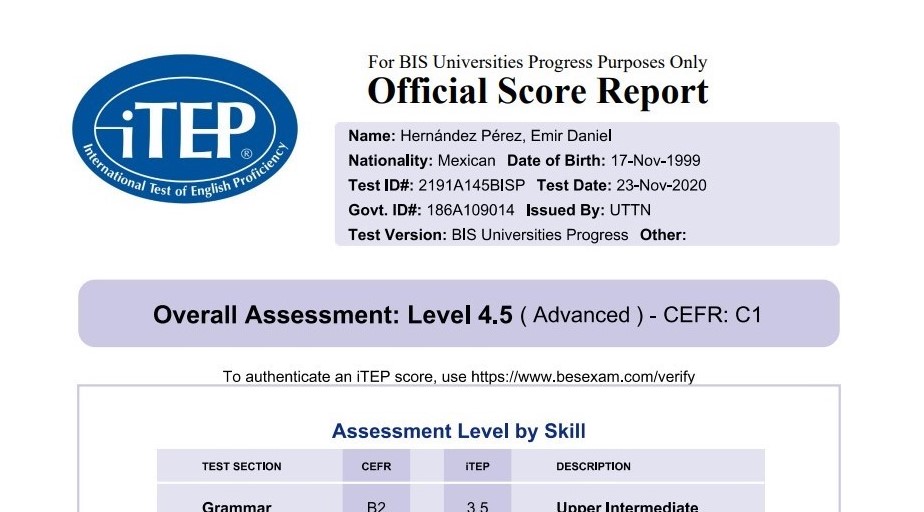 iTEP®
International Test of English Proficiency
For BIS Universities Progress Purposes Only
Official Score Report
Name: Hernández Pérez, Emir Daniel
Nationality: Mexican Date of Birth: 17-Nov-1999
Test ID#: 2191A145BISP Test Date: 23-Nov-2020
Govt. ID#: 186A109014 Issued By: UTTN
Test Version: BIS Universities Progress Other:
Overall Assessment: Level 4.5 ( Advanced ) - CEFR: C1
To authenticate an iTEP score, use https://www.besexam.com/verify
Assessment Level by Skill
TEST SECTION CEFR iTEP DESCRIPTION
Grammar B2 3.5 Upper Intermediate